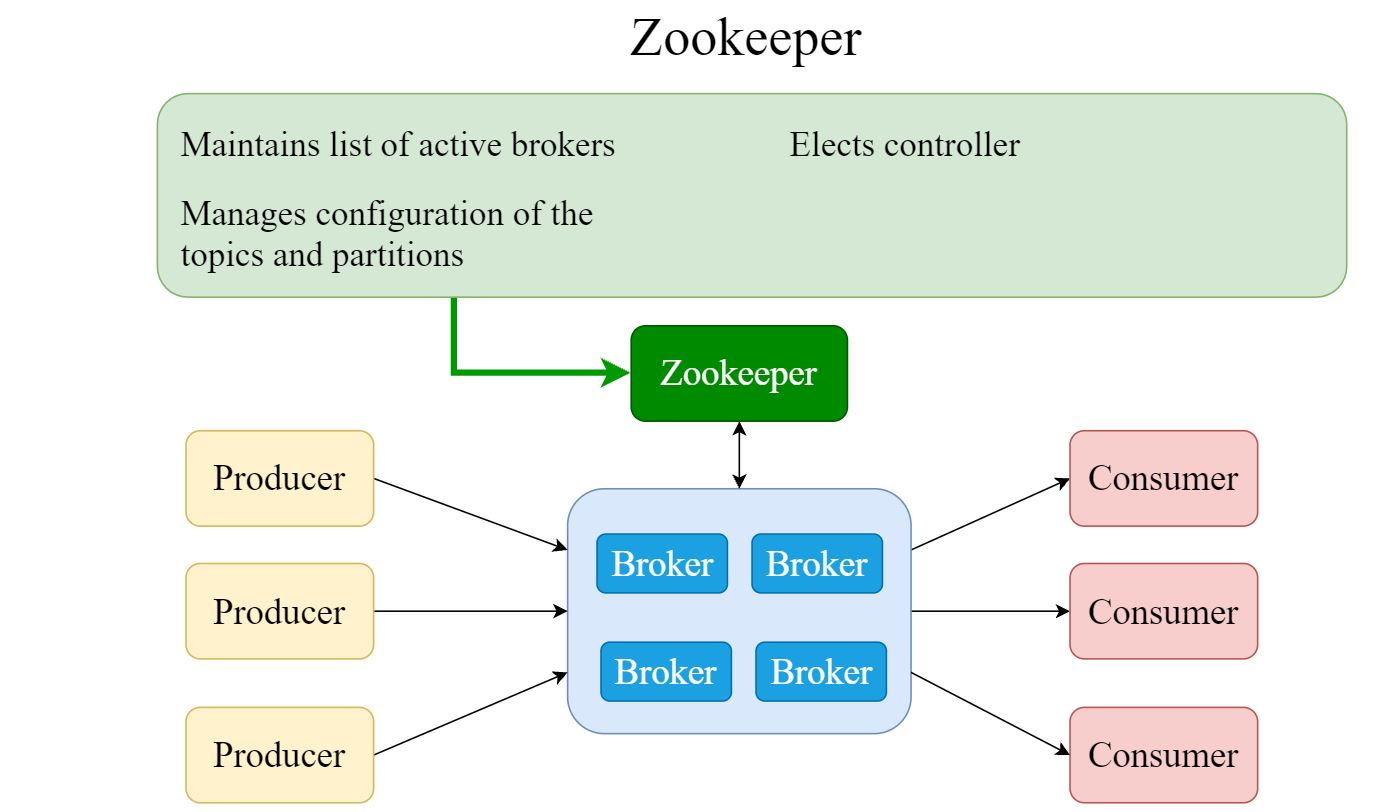 Zookeeper
Maintains list of active brokers
Elects controller
Manages configuration of the
topics and partitions
Zookeeper
Producer
Consumer
Broker
Broker
Producer
Consumer
Broker
Broker
Producer
Consumer